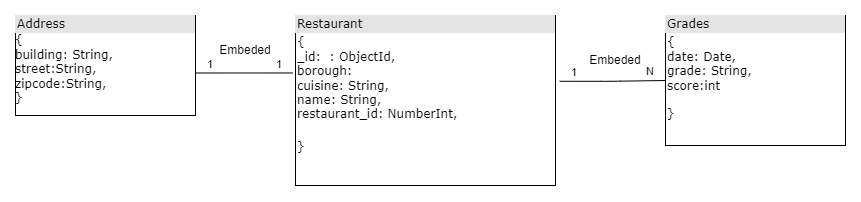 Address
{
building: String,
street:String,
zipcode:String,
}
Embeded
1 1
Restaurant
{
_id: : ObjectId,
borough:
cuisine: String,
name: String,
restaurant_id: NumberInt,
}
Embeded
1 N
Grades
{
date: Date,
grade: String,
score:int
}